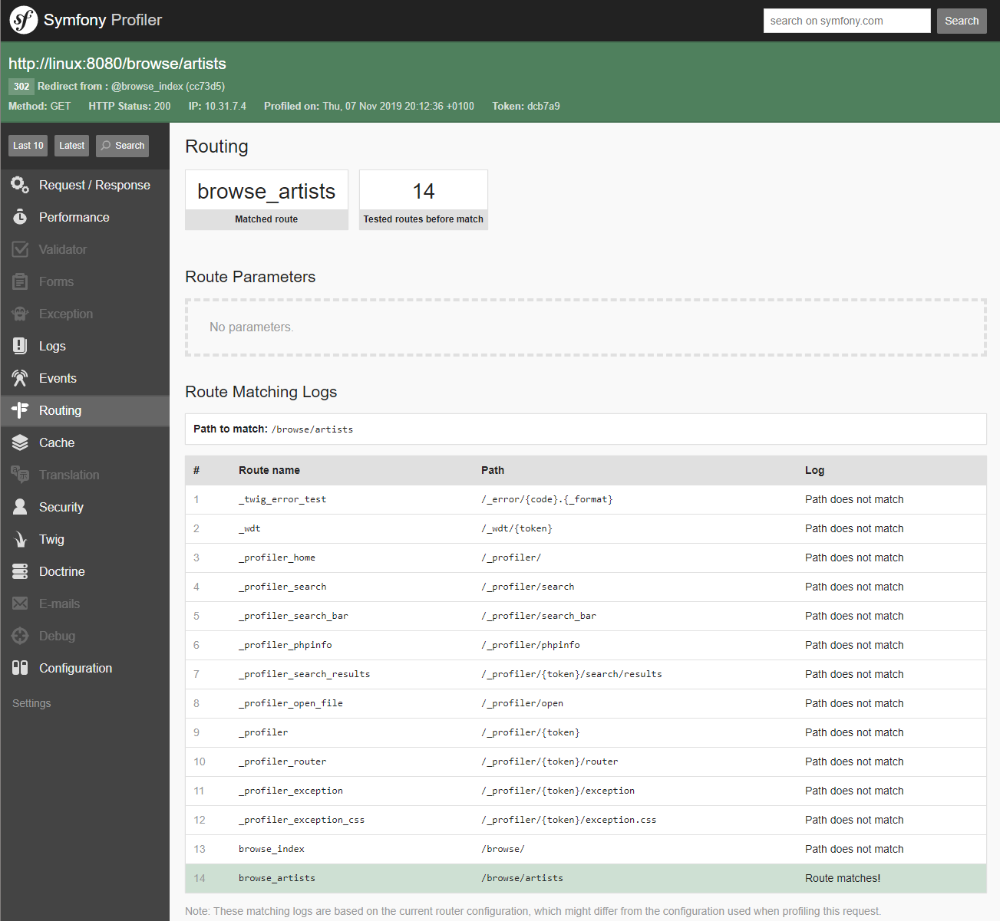 Symfony Profiler
search on symfony.com
Search
http://linux:8080/browse/artists
302 Redirect from : @browse_index (cc73d5)
Method: GET HTTP Status: 200 IP: 10.31.7.4 Profiled on: Thu, 07 Nov 2019 20:12:36 +0100 Token: dcb7a9
Last 10 Latest Search
Request / Response
Performance
Validator
Forms
Exception
Logs
Events
Routing
Cache
Translation
Security
Twig
Doctrine
E-mails
Debug
Configuration
Settings
Routing
browse_artists
Matched route
14
Tested routes before match
Route Parameters
No parameters.
Route Matching Logs
Path to match: /browse/artists
# Route name Path Log
1 _twig_error_test /_error/{code}.{_format} Path does not match
2 _wdt /_wdt/{token} Path does not match
3 _profiler_home /_profiler/ Path does not match
4 _profiler_search /_profiler/search Path does not match
5 _profiler_search_bar /_profiler/search_bar Path does not match
6 _profiler_phpinfo /_profiler/phpinfo Path does not match
7 _profiler_search_results /_profiler/{token}/search/results Path does not match
8 _profiler_open_file /_profiler/open Path does not match
9 _profiler /_profiler/{token} Path does not match
10 _profiler_router /_profiler/{token}/router Path does not match
11 _profiler_exception /_profiler/{token}/exception Path does not match
12 _profiler_exception_css /_profiler/{token}/exception.css Path does not match
13 browse_index /browse/ Path does not match
14 browse_artists /browse/artists Route matches!
Note: These matching logs are based on the current router configuration, which might differ from the configuration used when profiling this request.